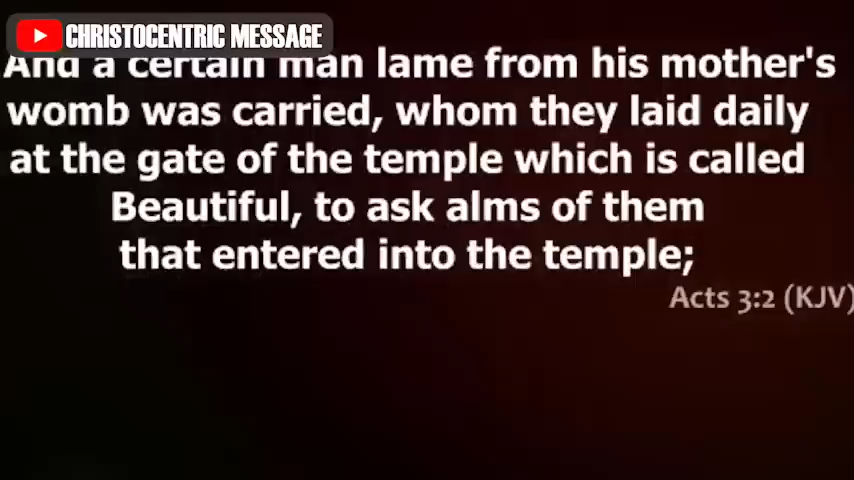 CHRISTOCENTRIC MESSAGE
And a certain man lame from his mother's
womb was carried, whom they laid daily
at the gate of the temple which is called
Beautiful, to ask alms of them
that entered into the temple;
Acts 3:2 (KJV)